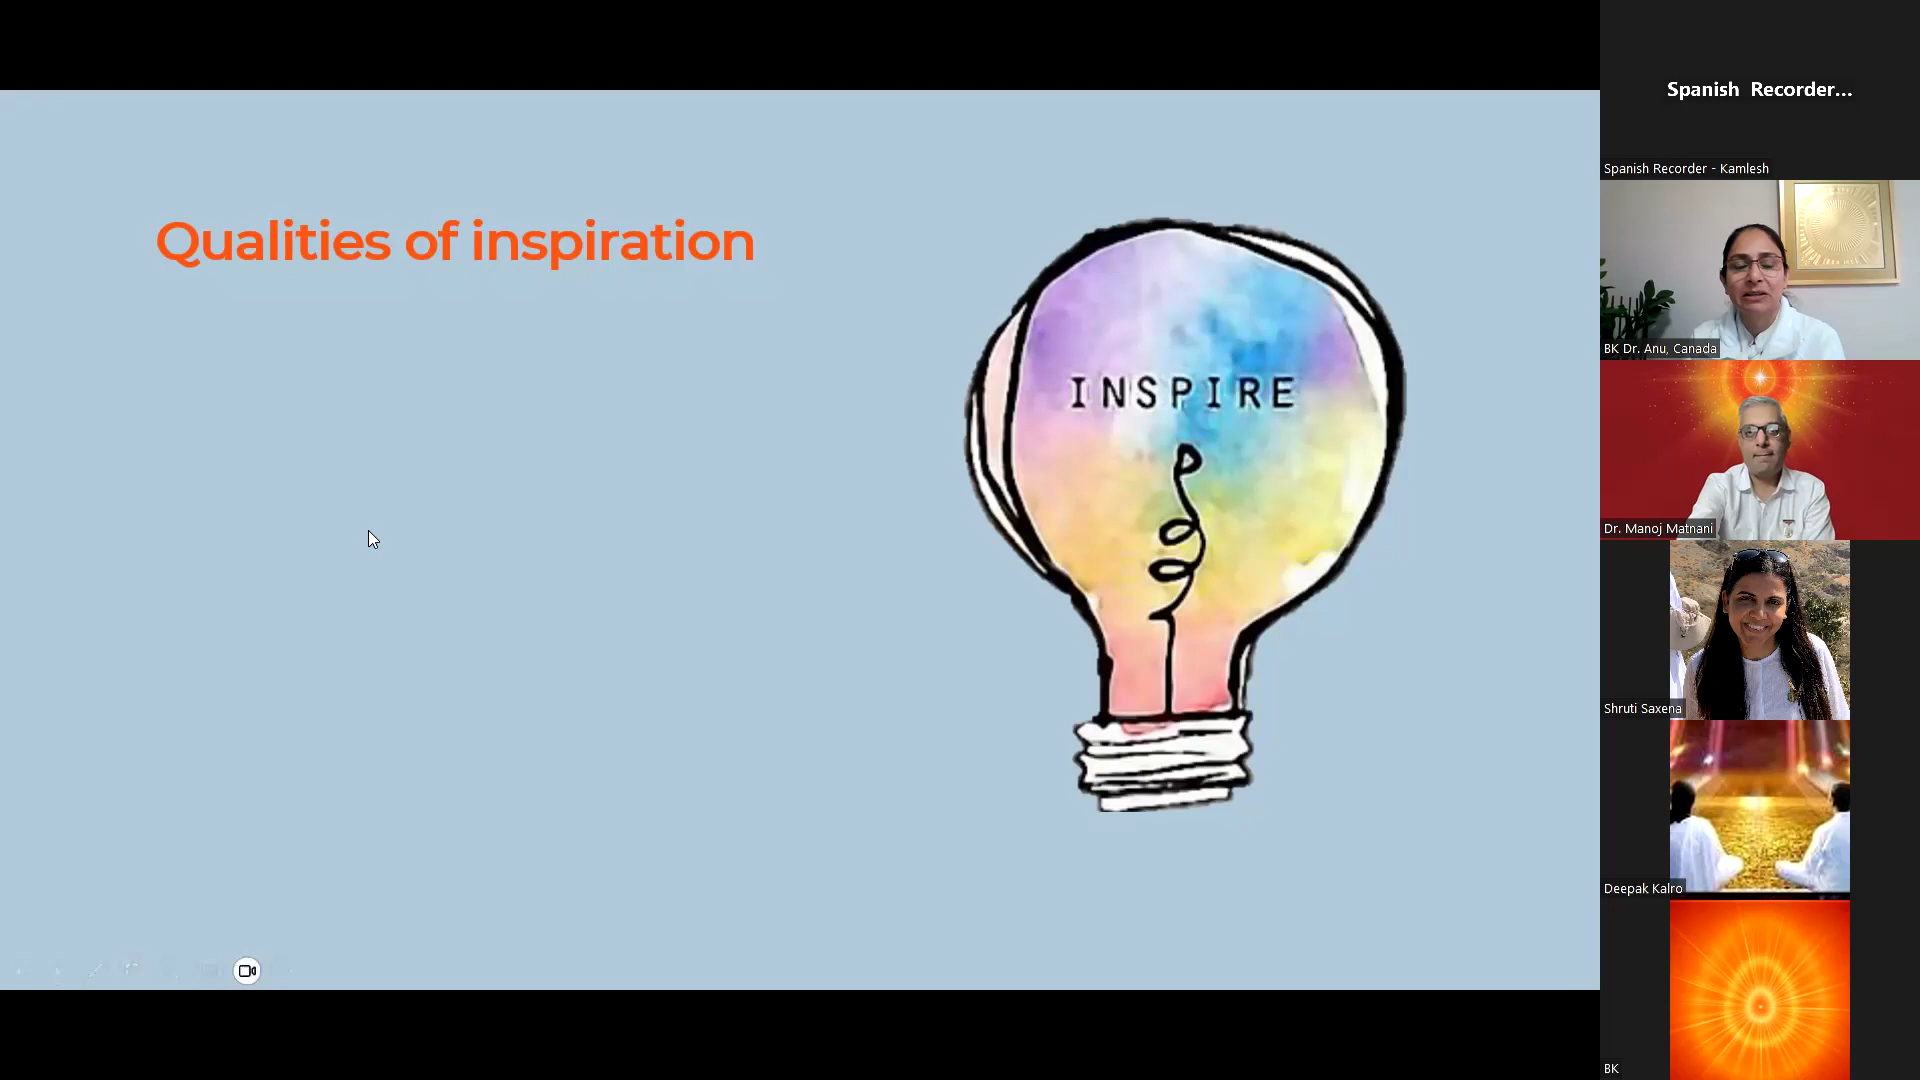 Qualities of inspiration
INSPIRE
Spanish Recorder...
Spanish Recorder - Kamlesh
BK Dr. Anu, Canada
Dr. Manoj Matnani
Shruti Saxena
Deepak Kalro
BK